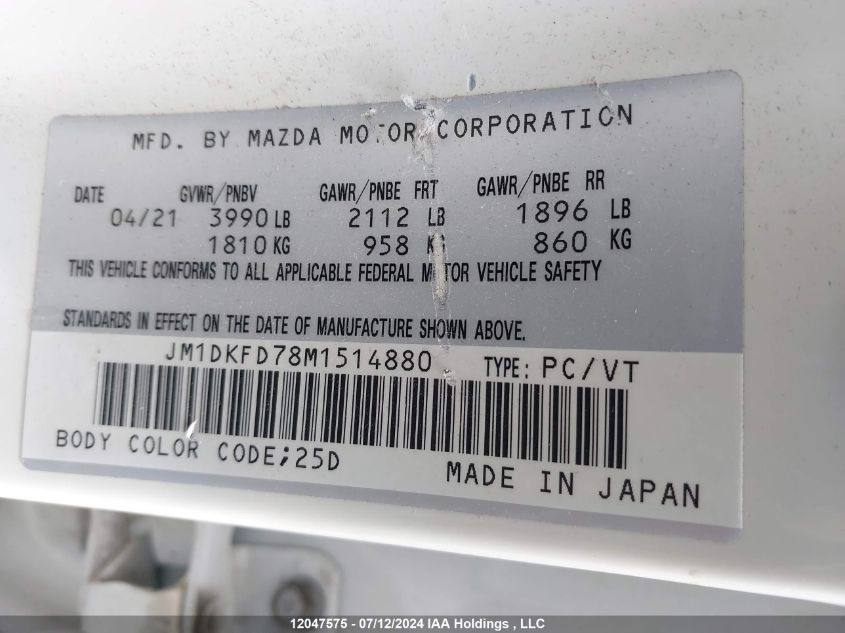 MFD. BY MAZDA MOTOR CORPORATION
DATE GVWR/PNBV GAWR/PNBE FRT GAWR/PNBE RR
04/21 3990 LB 2112 LB 1896 LB
1810 KG 958 KG 860 KG
THIS VEHICLE CONFORMS TO ALL APPLICABLE FEDERAL MOTOR VEHICLE SAFETY
STANDARDS IN EFFECT ON THE DATE OF MANUFACTURE SHOWN ABOVE.
JM1DKFD78M1514880 TYPE: PC/VT
BODY COLOR CODE;25D
MADE IN JAPAN
12047575 - 07/12/2024 IAA Holdings , LLC